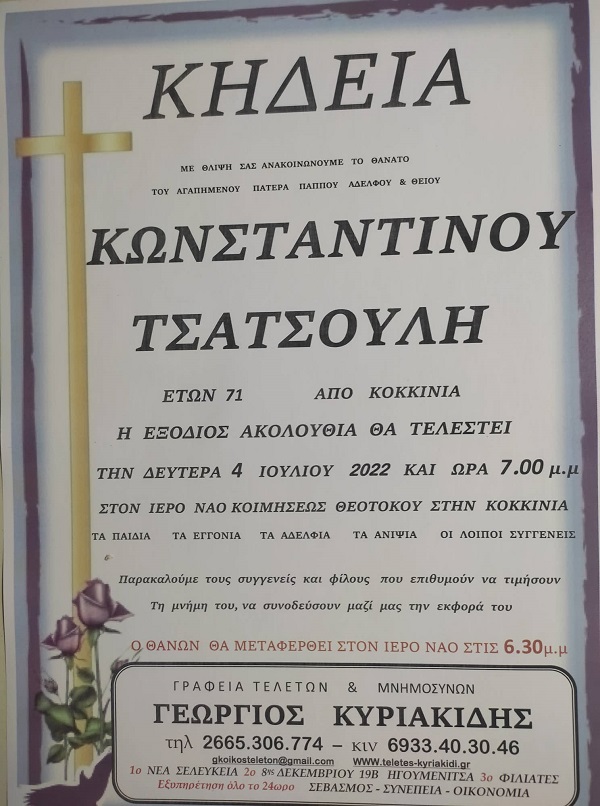 ΚΗΔΕΙΑ
ΜΕ ΘΛΙΨΗ ΣΑΣ ΑΝΑΚΟΙΝΩΝΟΥΜΕ ΤΟ ΘΑΝΑΤΟ
ΤΟΥ ΑΓΑΠΗΜΕΝΟΥ ΠΑΤΕΡΑ ΠΑΠΠΟΥ ΑΔΕΛΦΟΥ & ΘΕΙΟΥ
ΚΩΝΣΤΑΝΤΙΝΟΥ
ΤΣΑΤΣΟΥΛΗ
ΕΤΩΝ 71 ΑΠΟ ΚΟΚΚΙΝΙΑ
Η ΕΞΟΔΙΟΣ ΑΚΟΛΟΥΘΙΑ ΘΑ ΤΕΛΕΣΤΕΙ
ΤΗΝ ΔΕΥΤΕΡΑ 4 ΙΟΥΛΙΟΥ 2022 ΚΑΙ ΩΡΑ 7.00 μ.μ
ΣΤΟΝ ΙΕΡΟ ΝΑΟ ΚΟΙΜΗΣΕΩΣ ΘΕΟΤΟΚΟΥ ΣΤΗΝ ΚΟΚΚΙΝΙΑ
ΤΑ ΠΑΙΔΙΑ ΤΑ ΕΓΓΟΝΙΑ ΤΑ ΑΔΕΛΦΙΑ ΤΑ ΑΝΙΨΙΑ ΟΙ ΛΟΙΠΟΙ ΣΥΓΓΕΝΕΙΣ
Παρακαλούμε τους συγγενείς και φίλους που επιθυμούν να τιμήσουν
Τη μνήμη του, να συνοδεύσουν μαζί μας την εκφορά του
Ο ΘΑΝΩΝ ΘΑ ΜΕΤΑΦΕΡΘΕΙ ΣΤΟΝ ΙΕΡΟ ΝΑΟ ΣΤΙΣ 6.30μ.μ
ΓΡΑΦΕΙΑ ΤΕΛΕΤΩΝ & ΜΝΗΜΟΣΥΝΩΝ
ΓΕΩΡΓΙΟΣ ΚΥΡΙΑΚΙΔΗΣ
τηλ 2665.306.774 – κιν 6933.40.30.46
gkoikosteleton@gmail.com www.teletes-kyriakidi.gr
1ο ΝΕΑ ΣΕΛΕΥΚΕΙΑ 2ο 8ης ΔΕΚΕΜΒΡΙΟΥ 19Β ΗΓΟΥΜΕΝΙΤΣΑ 3ο ΦΙΛΙΑΤΕΣ
Εξυπηρέτηση όλο το 24ωρο ΣΕΒΑΣΜΟΣ - ΣΥΝΕΠΕΙΑ - ΟΙΚΟΝΟΜΙΑ